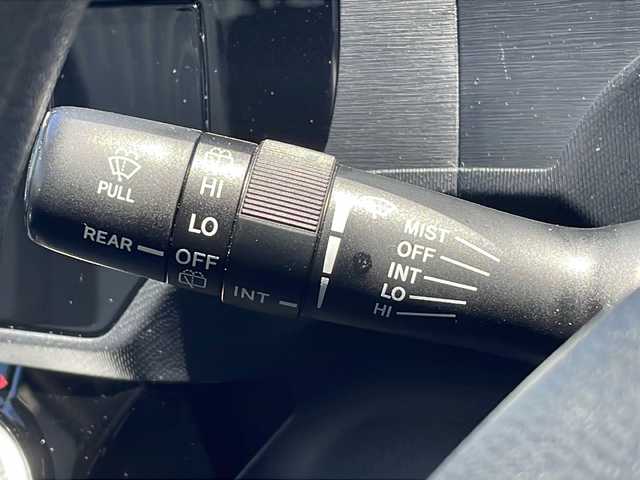 PULL
REAR
HI
LO
OFF
INT
MIST
OFF
INT
LO
HI